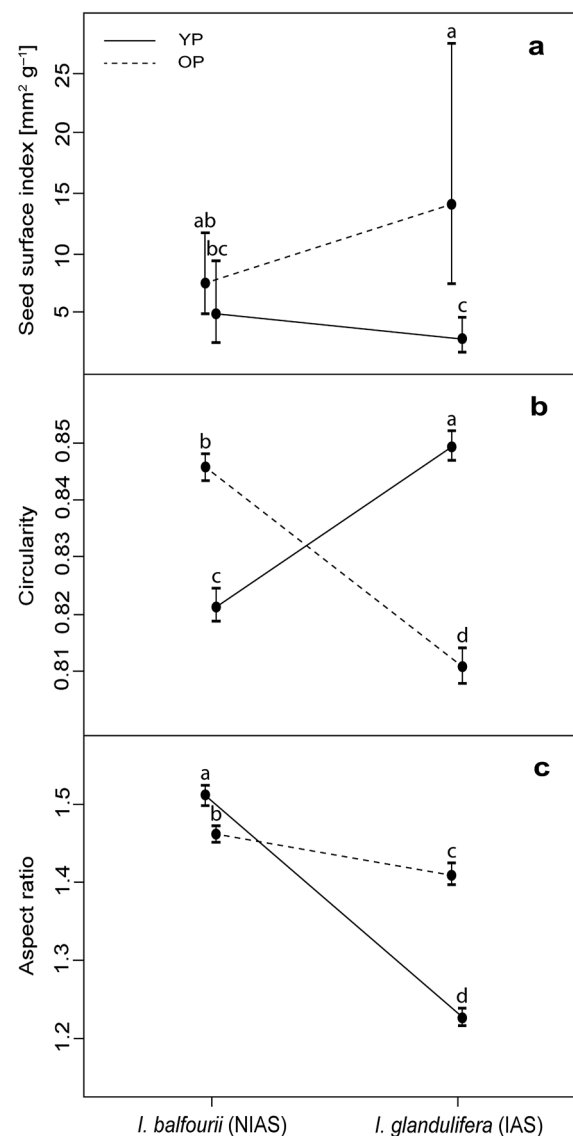 YP
OP
a
Seed surface index [mm² g⁻¹]
25
20
15
10
5
a
ab
bc
c
b
Circularity
0.85
0.84
0.83
0.82
0.81
a
b
c
d
c
Aspect ratio
1.5
1.4
1.3
1.2
a
b
c
d
I. balfourii (NIAS) I. glandulifera (IAS)